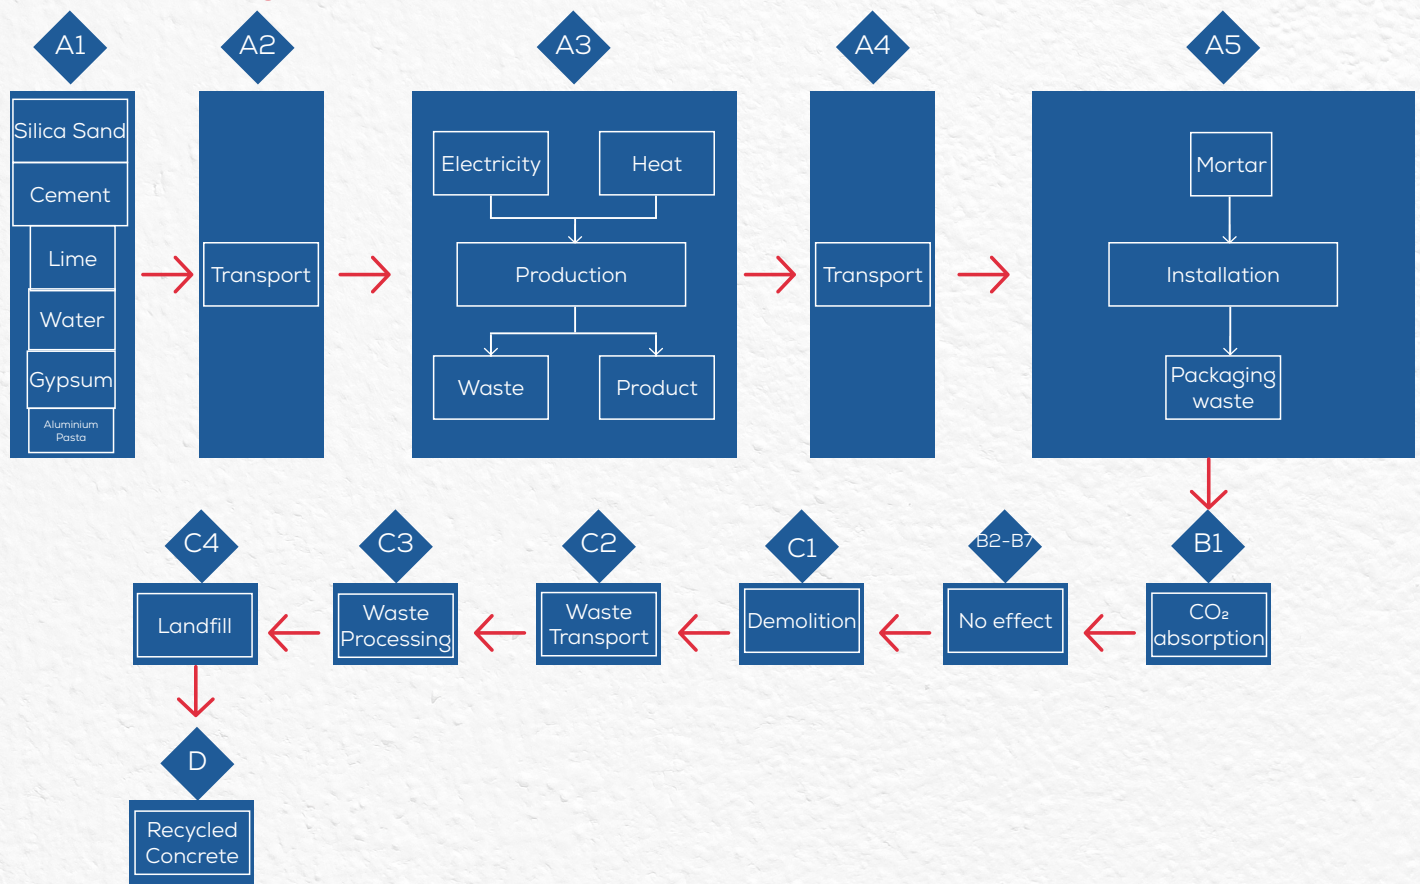 A1
A2
A3
A4
A5
Silica Sand
Cement
Lime
Water
Gypsum
Aluminium
Pasta
Transport
Electricity
Heat
Production
Waste
Product
Transport
Mortar
Installation
Packaging
waste
B1
CO₂
absorption
B2-B7
No effect
C1
Demolition
C2
Waste
Transport
C3
Waste
Processing
C4
Landfill
D
Recycled
Concrete